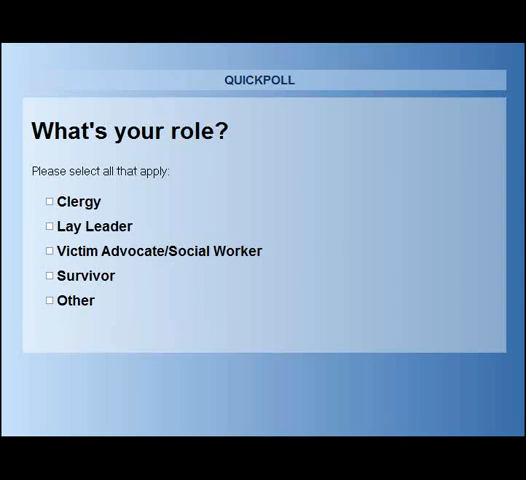 QUICKPOLL
What's your role?
Please select all that apply:
Clergy
Lay Leader
Victim Advocate/Social Worker
Survivor
Other